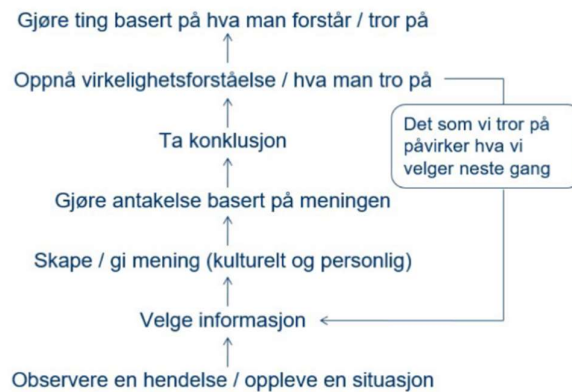 Gjøre ting basert på hva man forstår / tror på
Oppnå virkelighetsforståelse / hva man tro på
Det som vi tror på
påvirker hva vi
velger neste gang
Ta konklusjon
Gjøre antakelse basert på meningen
Skape / gi mening (kulturelt og personlig)
Velge informasjon
Observere en hendelse / oppleve en situasjon